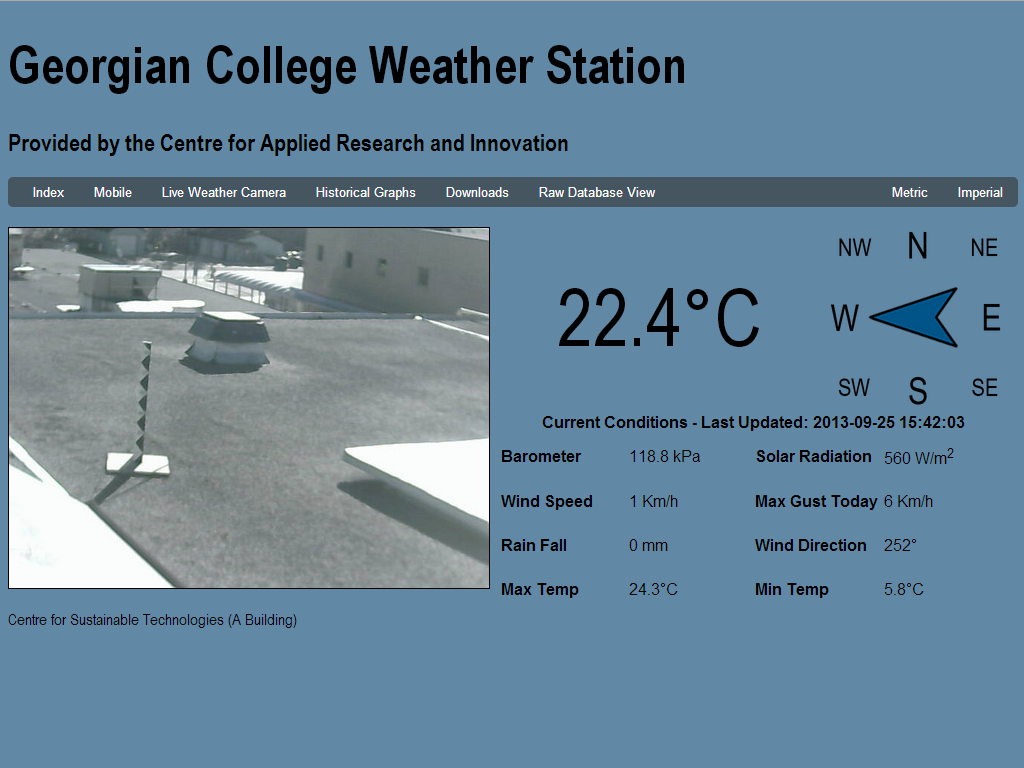 Georgian College Weather Station
Provided by the Centre for Applied Research and Innovation
Index Mobile Live Weather Camera Historical Graphs Downloads Raw Database View Metric Imperial
NW N NE
22.4°C
W E
SW S SE
Current Conditions - Last Updated: 2013-09-25 15:42:03
Barometer 118.8 kPa Solar Radiation 560 W/m²
Wind Speed 1 Km/h Max Gust Today 6 Km/h
Rain Fall 0 mm Wind Direction 252°
Max Temp 24.3°C Min Temp 5.8°C
Centre for Sustainable Technologies (A Building)